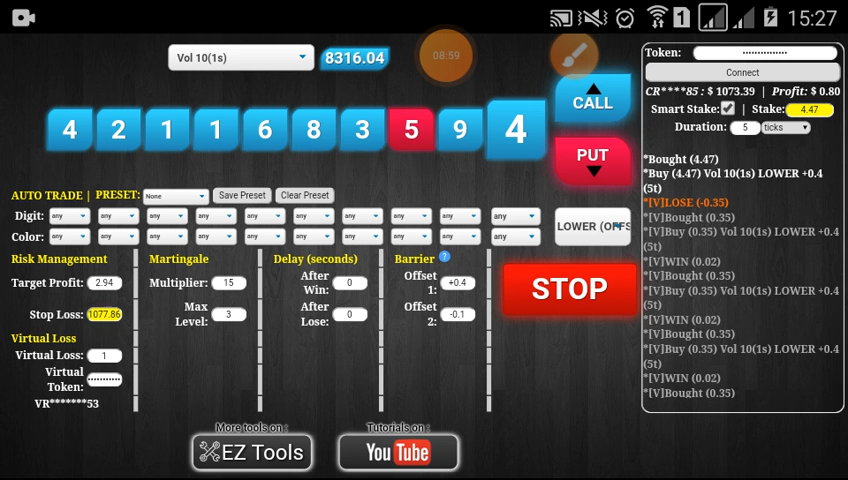 15:27
1
Vol 10(1s)
8316.04
08:59
4 2 1 1 6 8 3 5 9 4
CALL
PUT
AUTO TRADE | PRESET: None Save Preset Clear Preset
Digit: any any any any any any any any any any
Color: any any any any any any any any any any
LOWER (OFFS
Risk Management
Target Profit: 2.94
Stop Loss: 1077.86
Virtual Loss
Virtual Loss: 1
Virtual
Token: ••••••••••
VR*******53
Martingale
Multiplier: 15
Max
Level: 3
Delay (seconds)
After
Win: 0
After
Lose: 0
Barrier ?
Offset
1: +0.4
Offset
2: -0.1
STOP
More tools on :
EZ Tools
Tutorials on :
YouTube
Token: •••••••••••••••
Connect
CR****85 : $ 1073.39 | Profit: $ 0.80
Smart Stake: | Stake: 4.47
Duration: 5 ticks
*Bought (4.47)
*Buy (4.47) Vol 10(1s) LOWER +0.4
(5t)
*[V]LOSE (-0.35)
*[V]Bought (0.35)
*[V]Buy (0.35) Vol 10(1s) LOWER +0.4
(5t)
*[V]WIN (0.02)
*[V]Bought (0.35)
*[V]Buy (0.35) Vol 10(1s) LOWER +0.4
(5t)
*[V]WIN (0.02)
*[V]Bought (0.35)
*[V]Buy (0.35) Vol 10(1s) LOWER +0.4
(5t)
*[V]WIN (0.02)
*[V]Bought (0.35)